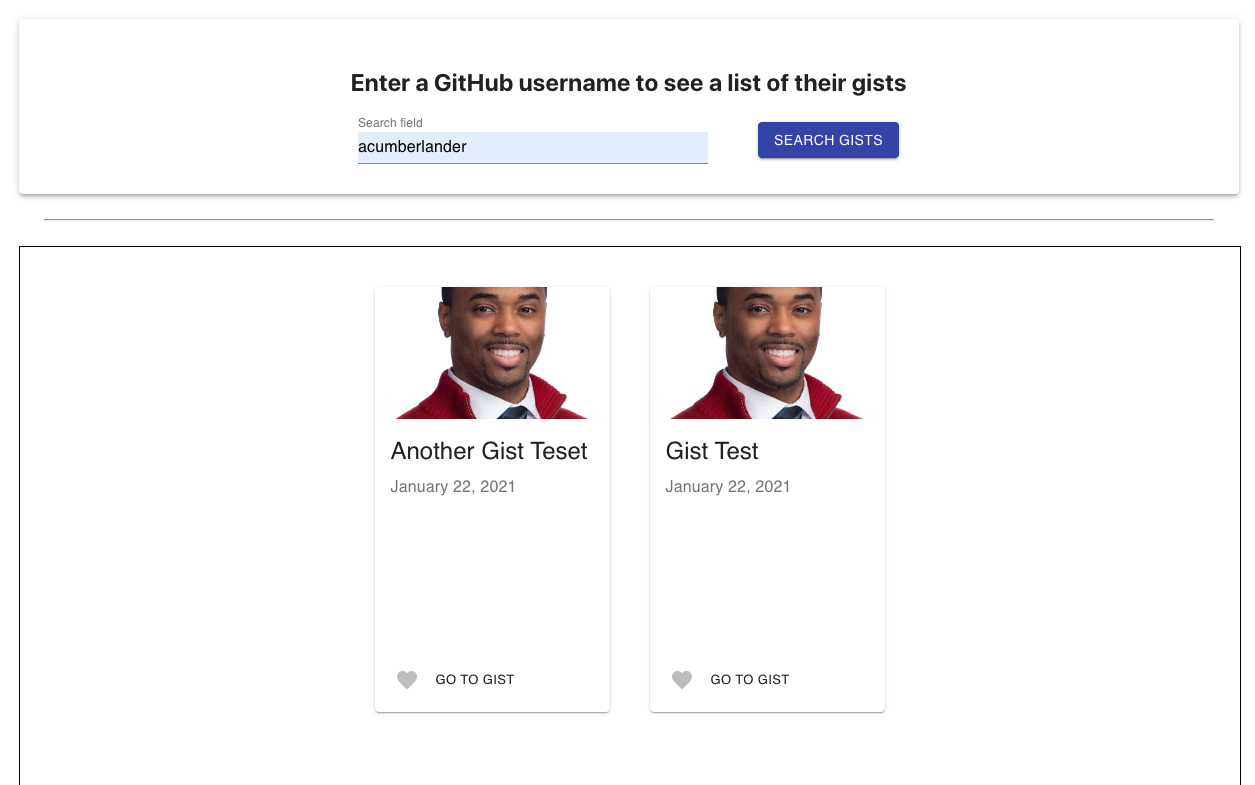 Enter a GitHub username to see a list of their gists
Search field
acumberlander
SEARCH GISTS
Another Gist Teset
January 22, 2021
GO TO GIST
Gist Test
January 22, 2021
GO TO GIST